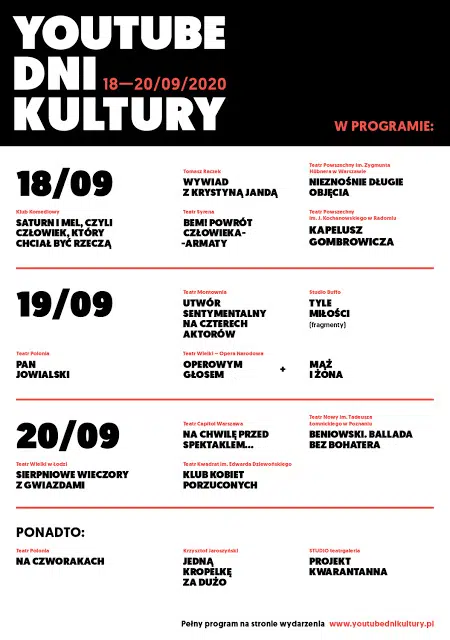 YOUTUBE
DNI 18—20/09/2020
KULTURY
W PROGRAMIE:
18/09
Tomasz Raczek
WYWIAD
Z KRYSTYNĄ JANDĄ
Teatr Powszechny im. Zygmunta
Hübnera w Warszawie
NIEZNOŚNIE DŁUGIE
OBJĘCIA
Klub Komediowy
SATURN I MEL, CZYLI
CZŁOWIEK, KTÓRY
CHCIAŁ BYĆ RZECZĄ
Teatr Syrena
BEM! POWRÓT
CZŁOWIEKA-
-ARMATY
Teatr Powszechny
im. J. Kochanowskiego w Radomiu
KAPELUSZ
GOMBROWICZA
19/09
Teatr Montownia
UTWÓR
SENTYMENTALNY
NA CZTERECH
AKTORÓW
Studio Buffo
TYLE
MIŁOŚCI
(fragmenty)
Teatr Polonia
PAN
JOWIALSKI
Teatr Wielki – Opera Narodowa
OPEROWYM
GŁOSEM
+
MĄŻ
I ŻONA
20/09
Teatr Capitol Warszawa
NA CHWILĘ PRZED
SPEKTAKLEM...
Teatr Nowy im. Tadeusza
Łomnickiego w Poznaniu
BENIOWSKI. BALLADA
BEZ BOHATERA
Teatr Wielki w Łodzi
SIERPNIOWE WIECZORY
Z GWIAZDAMI
Teatr Kwadrat im. Edwarda Dziewońskiego
KLUB KOBIET
PORZUCONYCH
PONADTO:
Teatr Polonia
NA CZWORAKACH
Krzysztof Jaroszyński
JEDNĄ
KROPELKĘ
ZA DUŻO
STUDIO teatrgaleria
PROJEKT
KWARANTANNA
Pełny program na stronie wydarzenia www.youtubednikultury.pl